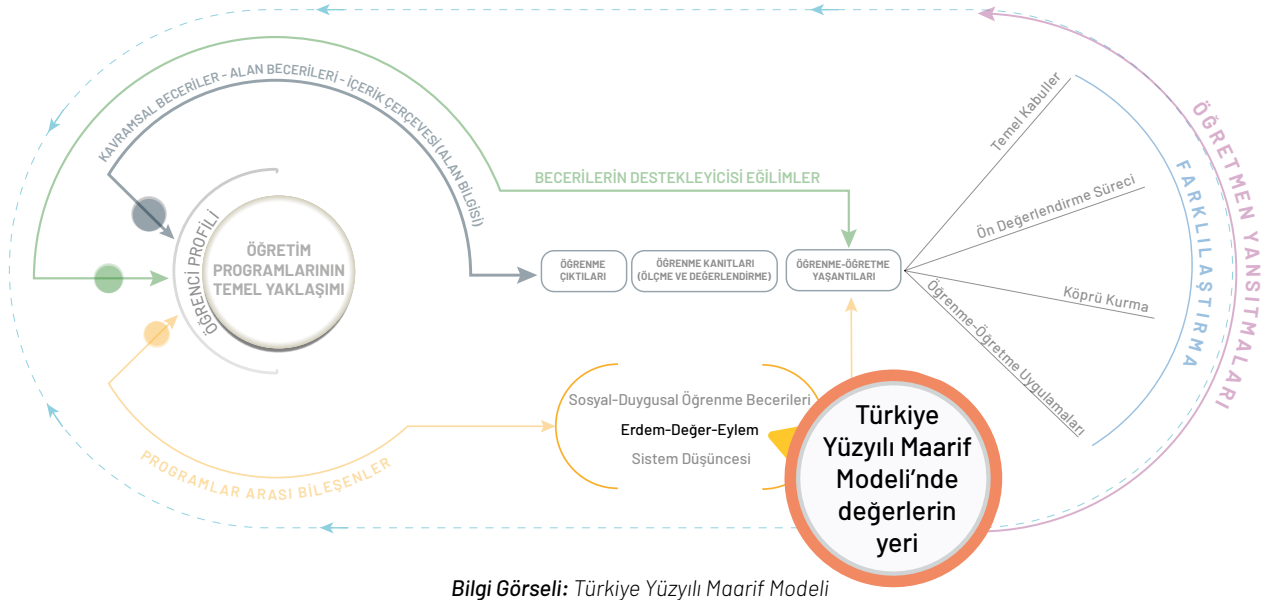 KAVRAMSAL BECERİLER - ALAN BECERİLERİ - İÇERİK ÇERÇEVESİ (ALAN BİLGİSİ)
ÖĞRENCİ PROFİLİ
ÖĞRETİM
PROGRAMLARININ
TEMEL YAKLAŞIMI
BECERİLERİN DESTEKLEYİCİSİ EĞİLİMLER
ÖĞRENME
ÇIKTILARI
ÖĞRENME KANITLARI
(ÖLÇME VE DEĞERLENDİRME)
ÖĞRENME-ÖĞRETME
YAŞANTILARI
Temel Kabuller
Ön Değerlendirme Süreci
Köprü Kurma
Öğrenme-Öğretme Uygulamaları
FARKLILAŞTIRMA
ÖĞRETMEN YANSITMALARI
PROGRAMLAR ARASI BİLEŞENLER
Sosyal-Duygusal Öğrenme Becerileri
Erdem-Değer-Eylem
Sistem Düşüncesi
Türkiye
Yüzyılı Maarif
Modeli’nde
değerlerin
yeri
Bilgi Görseli: Türkiye Yüzyılı Maarif Modeli